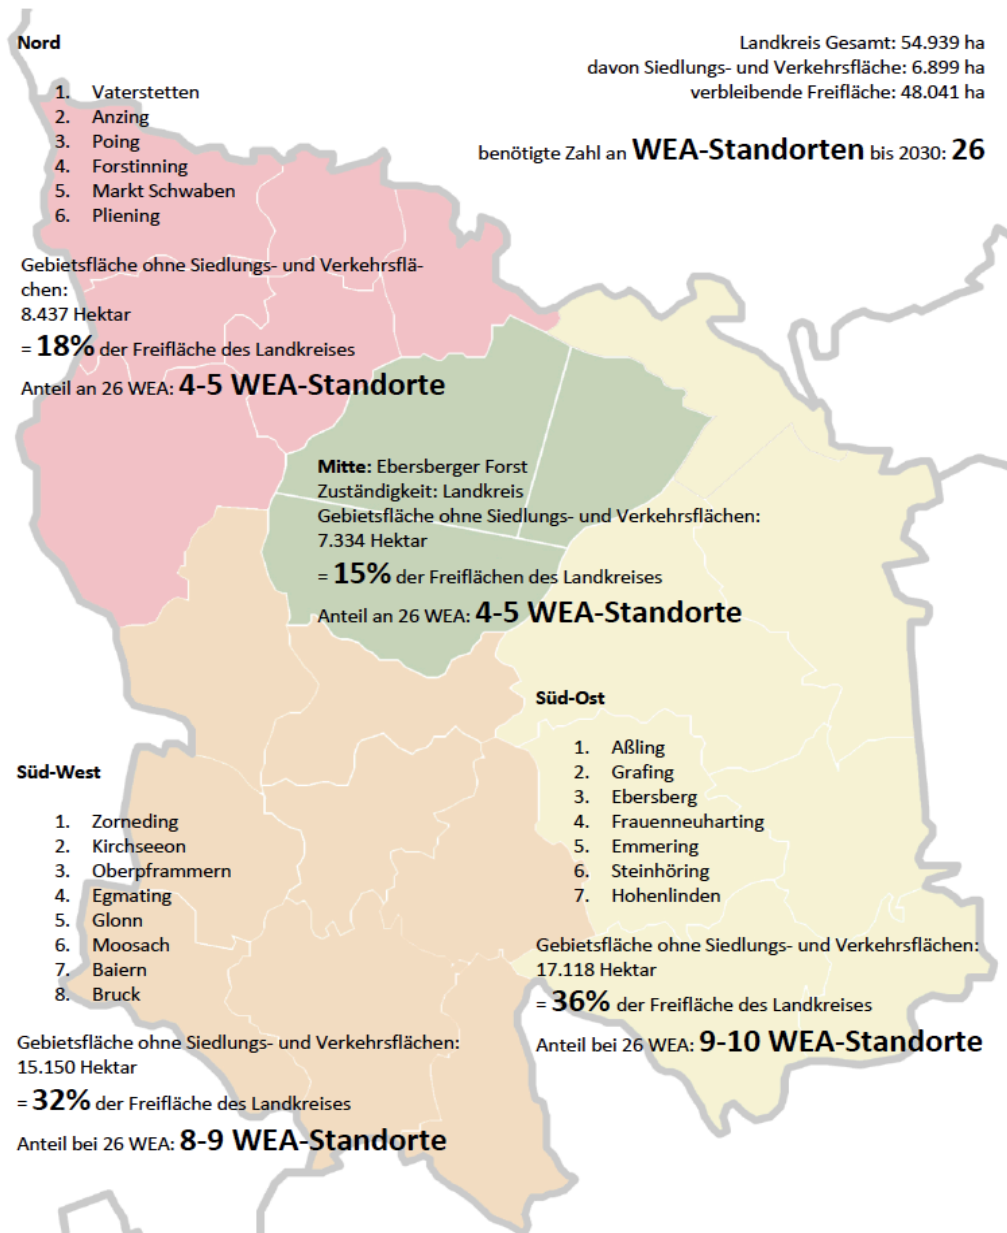 Nord
1. Vaterstetten
2. Anzing
3. Poing
4. Forstinning
5. Markt Schwaben
6. Pliening
Gebietsfläche ohne Siedlungs- und Verkehrsflä-
chen:
8.437 Hektar
= 18% der Freifläche des Landkreises
Anteil an 26 WEA: 4-5 WEA-Standorte
Landkreis Gesamt: 54.939 ha
davon Siedlungs- und Verkehrsfläche: 6.899 ha
verbleibende Freifläche: 48.041 ha
benötigte Zahl an WEA-Standorten bis 2030: 26
Mitte: Ebersberger Forst
Zuständigkeit: Landkreis
Gebietsfläche ohne Siedlungs- und Verkehrsflächen:
7.334 Hektar
= 15% der Freiflächen des Landkreises
Anteil an 26 WEA: 4-5 WEA-Standorte
Süd-West
1. Zorneding
2. Kirchseeon
3. Oberpframmern
4. Egmating
5. Glonn
6. Moosach
7. Baiern
8. Bruck
Gebietsfläche ohne Siedlungs- und Verkehrsflächen:
15.150 Hektar
= 32% der Freifläche des Landkreises
Anteil bei 26 WEA: 8-9 WEA-Standorte
Süd-Ost
1. Aßling
2. Grafing
3. Ebersberg
4. Frauenneuharting
5. Emmering
6. Steinhöring
7. Hohenlinden
Gebietsfläche ohne Siedlungs- und Verkehrsflächen:
17.118 Hektar
= 36% der Freifläche des Landkreises
Anteil bei 26 WEA: 9-10 WEA-Standorte